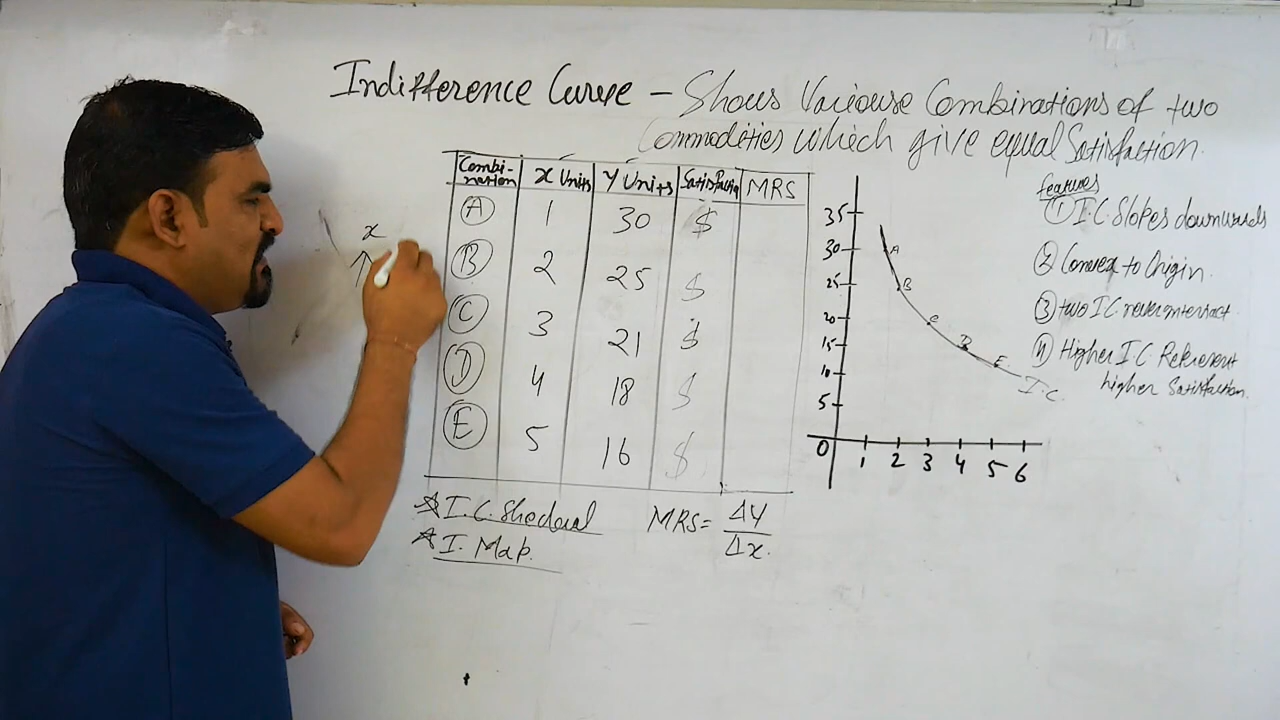 Indifference Curve – Shows Variouse Combinations of two
Commodities which give equal Satisfaction.
Combi-nation X Units Y Units Satisfaction MRS
A 1 30 $
B 2 25 $
C 3 21 $
D 4 18 $
E 5 16 $
I.C. Shedeual
I. Map.
MRS = ΔY
Δx.
x ↑
35
30
25
20
15
10
5
0 1 2 3 4 5 6
A
B
C
D
E
I.C.
features
① I.C. Slopes downwards
② Convex to Origin.
③ two I.C. never intersect.
④ Higher I.C Represent
higher Satisfaction.